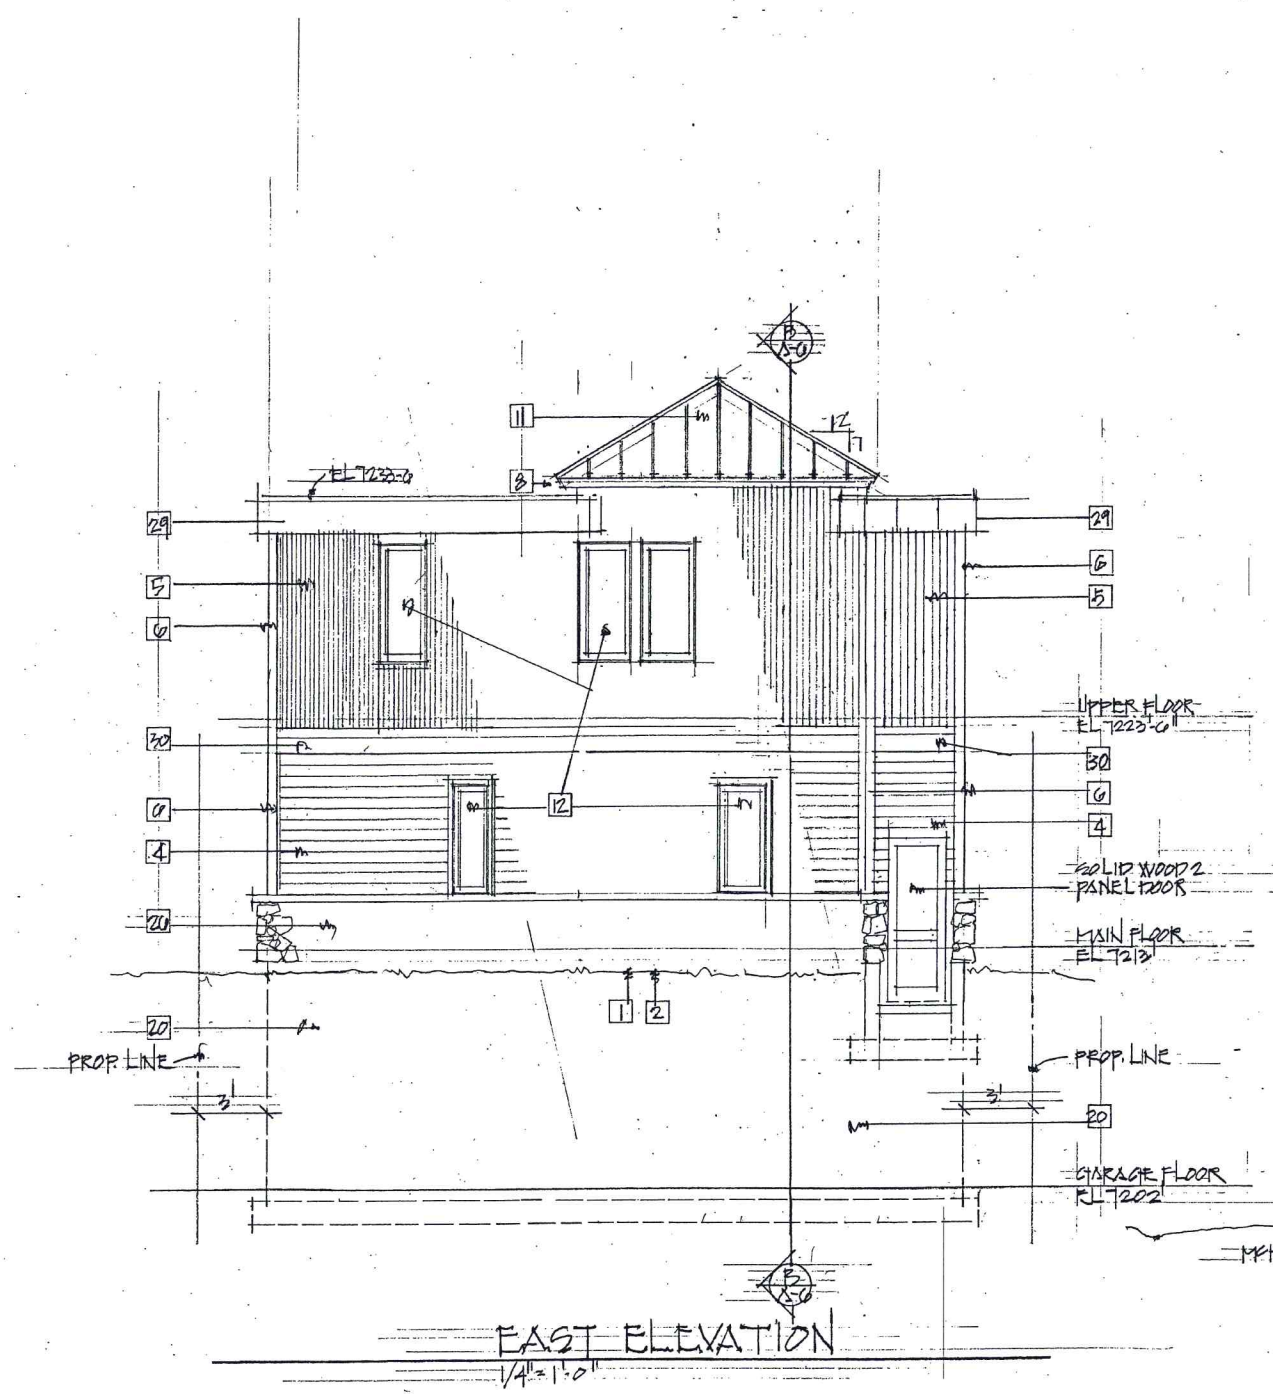 B
A-6
11
12
7
EL 7233-6
8
29
29
6
5
5
6
UPPER FLOOR
EL 7223'-6"
30
30
6
12
6
4
4
SOLID WOOD 2
PANEL DOOR
20
MAIN FLOOR
EL 7213'
1
2
20
PROP. LINE
PROP. LINE
3'
3'
20
GARAGE FLOOR
EL 7202'
B
A-6
EAST ELEVATION
1/4" = 1'-0"